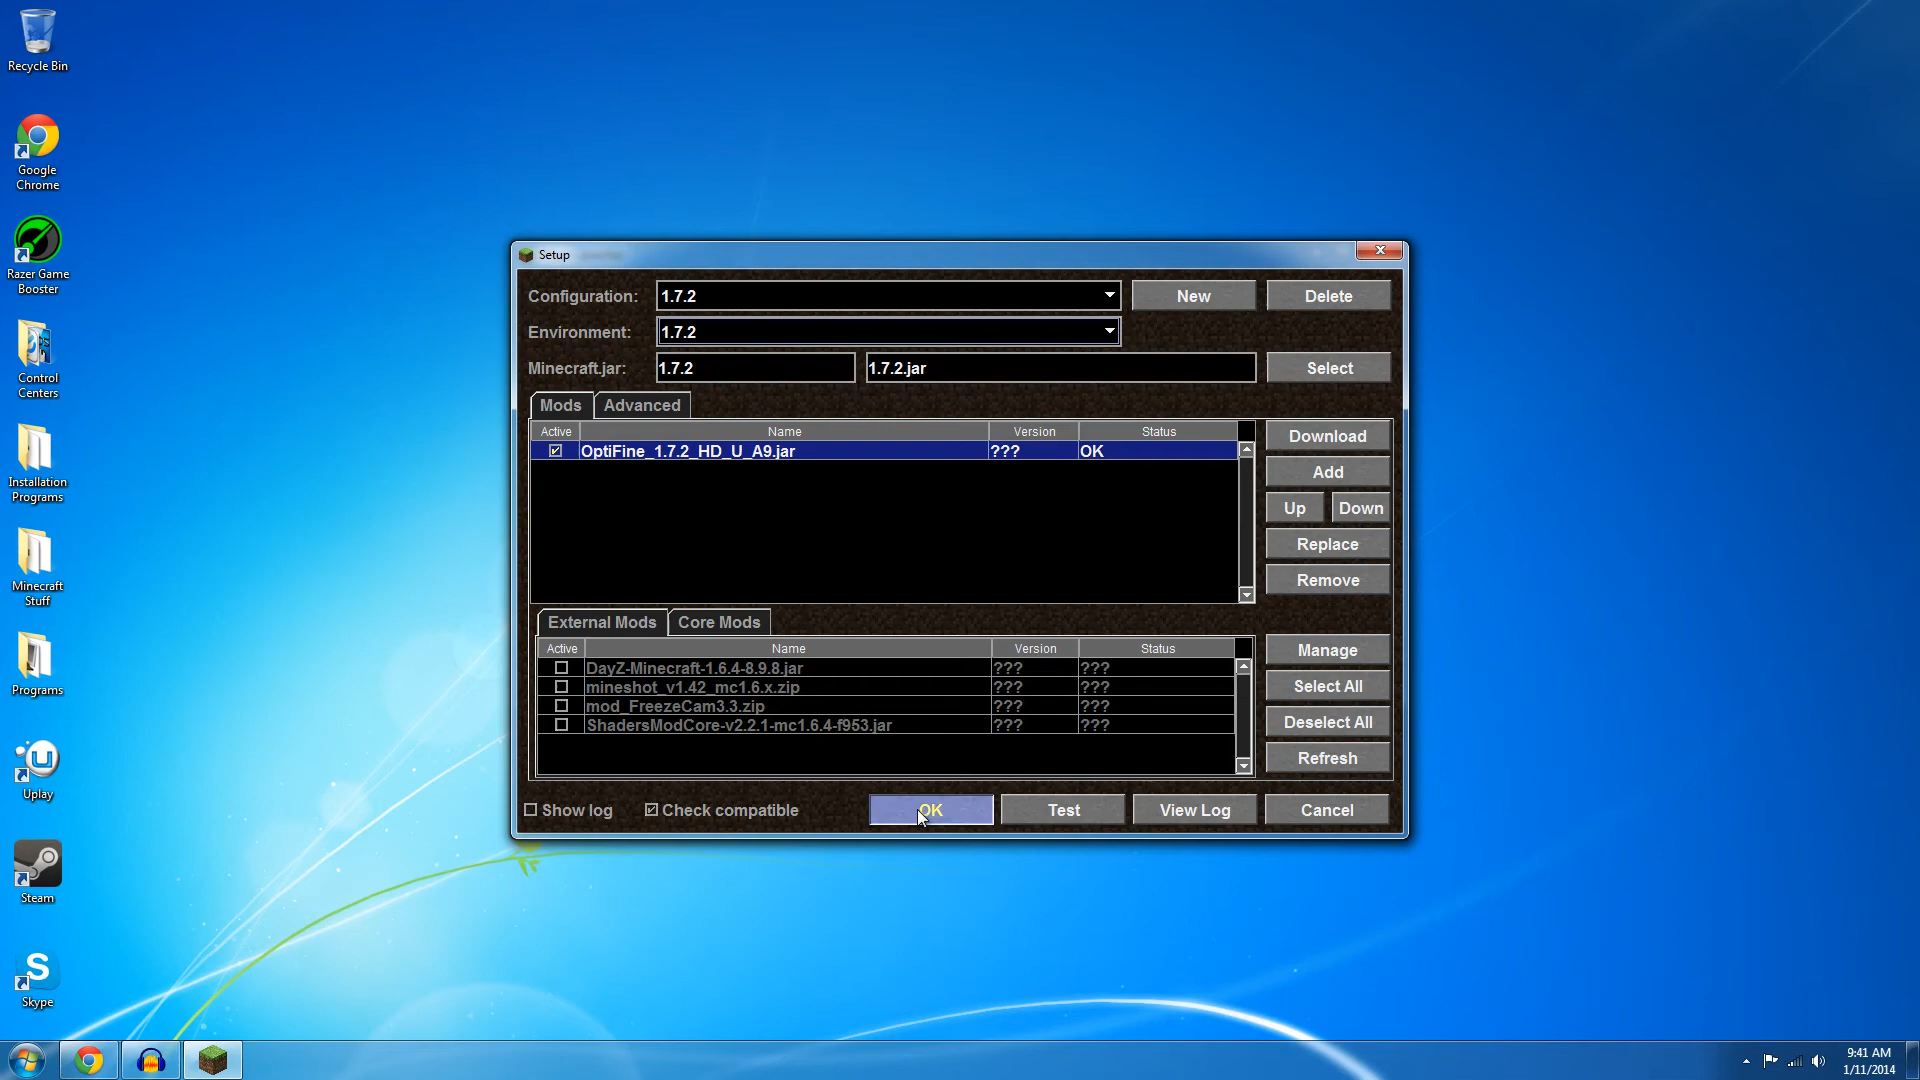 Recycle Bin
Google
Chrome
Razer Game
Booster
Control
Centers
Installation
Programs
Minecraft
Stuff
Programs
Uplay
Steam
Skype
Setup
Configuration: 1.7.2 New Delete
Environment: 1.7.2
Minecraft.jar: 1.7.2 1.7.2.jar Select
Mods Advanced
Active Name Version Status
OptiFine_1.7.2_HD_U_A9.jar ??? OK
Download
Add
Up Down
Replace
Remove
External Mods Core Mods
Active Name Version Status
DayZ-Minecraft-1.6.4-8.9.8.jar ??? ???
mineshot_v1.42_mc1.6.x.zip ??? ???
mod_FreezeCam3.3.zip ??? ???
ShadersModCore-v2.2.1-mc1.6.4-f953.jar ??? ???
Manage
Select All
Deselect All
Refresh
Show log Check compatible OK Test View Log Cancel
9:41 AM
1/11/2014